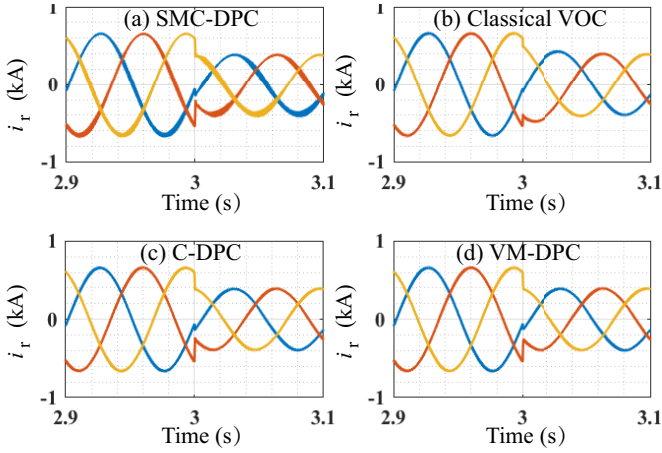 (a) SMC-DPC
1
i r (kA)
0
-1
2.9
3
3.1
Time (s)
(b) Classical VOC
1
i r (kA)
0
-1
2.9
3
3.1
Time (s)
(c) C-DPC
1
i r (kA)
0
-1
2.9
3
3.1
Time (s)
(d) VM-DPC
1
i r (kA)
0
-1
2.9
3
3.1
Time (s)